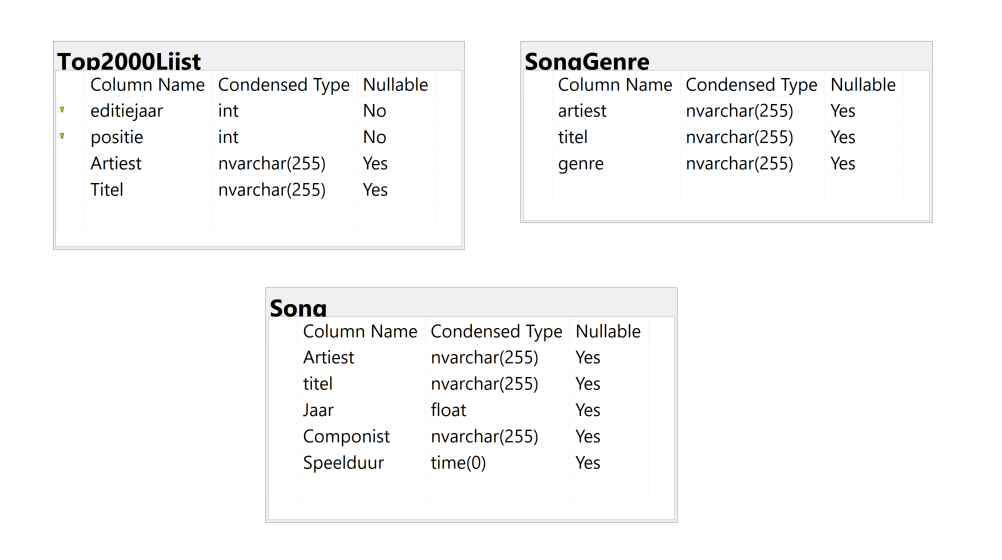 Top2000Lijst
Column Name Condensed Type Nullable
editiejaar int No
positie int No
Artiest nvarchar(255) Yes
Titel nvarchar(255) Yes
SongGenre
Column Name Condensed Type Nullable
artiest nvarchar(255) Yes
titel nvarchar(255) Yes
genre nvarchar(255) Yes
Song
Column Name Condensed Type Nullable
Artiest nvarchar(255) Yes
titel nvarchar(255) Yes
Jaar float Yes
Componist nvarchar(255) Yes
Speelduur time(0) Yes